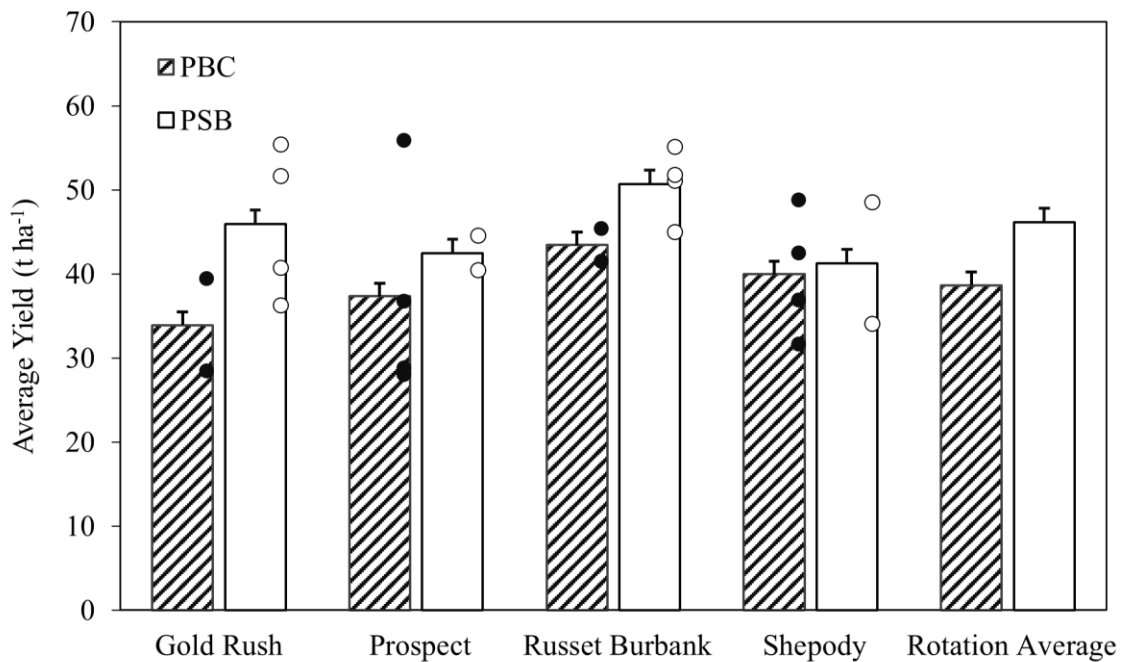 70
60
50
40
30
20
10
0
Average Yield (t ha⁻¹)
PBC
PSB
Gold Rush
Prospect
Russet Burbank
Shepody
Rotation Average